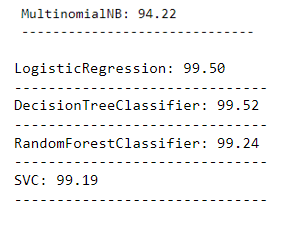 MultinomialNB: 94.22
-----------------------------
LogisticRegression: 99.50
-----------------------------
DecisionTreeClassifier: 99.52
-----------------------------
RandomForestClassifier: 99.24
-----------------------------
SVC: 99.19
-----------------------------